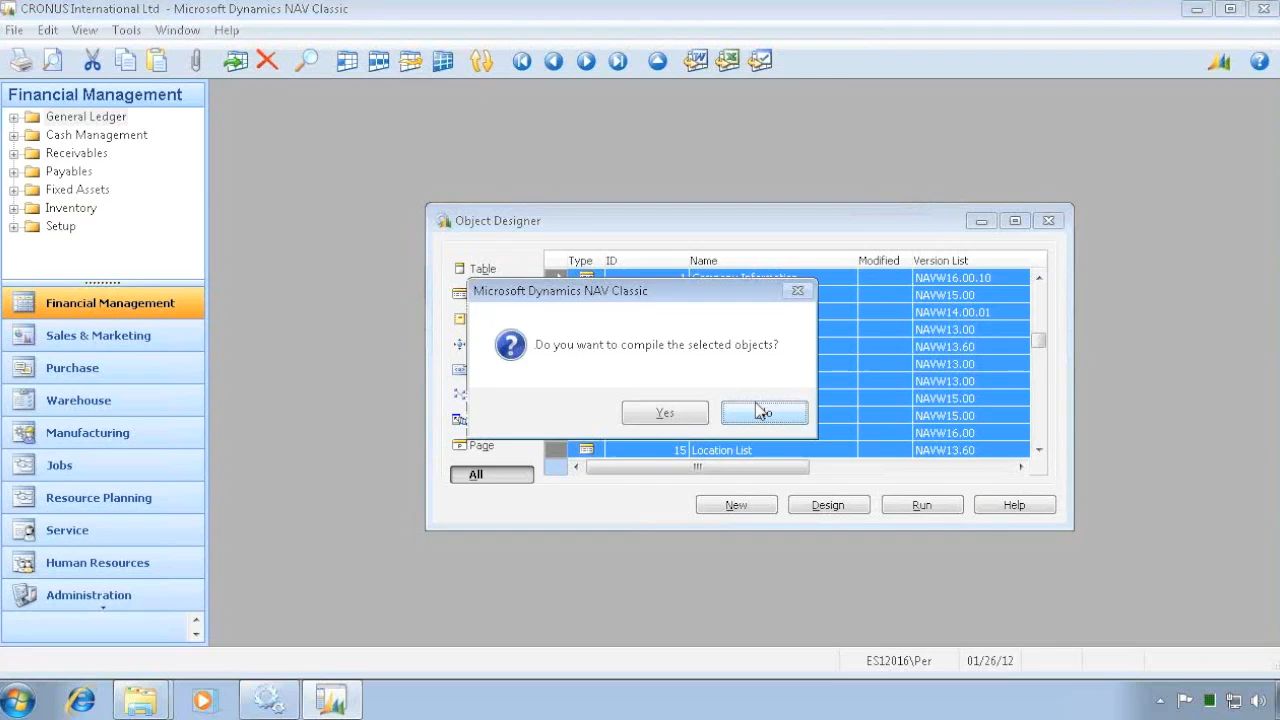 CRONUS International Ltd - Microsoft Dynamics NAV Classic
File Edit View Tools Window Help
Financial Management
General Ledger
Cash Management
Receivables
Payables
Fixed Assets
Inventory
Setup
Financial Management
Sales & Marketing
Purchase
Warehouse
Manufacturing
Jobs
Resource Planning
Service
Human Resources
Administration
Object Designer
Type ID Name Modified Version List
Table
NAVW16.00.10
NAVW15.00
NAVW14.00.01
NAVW13.00
NAVW13.60
NAVW13.00
NAVW13.00
NAVW15.00
NAVW15.00
NAVW16.00
15 Location List NAVW13.60
Page
All
New Design Run Help
Microsoft Dynamics NAV Classic
Do you want to compile the selected objects?
Yes
ES12016\Per 01/26/12